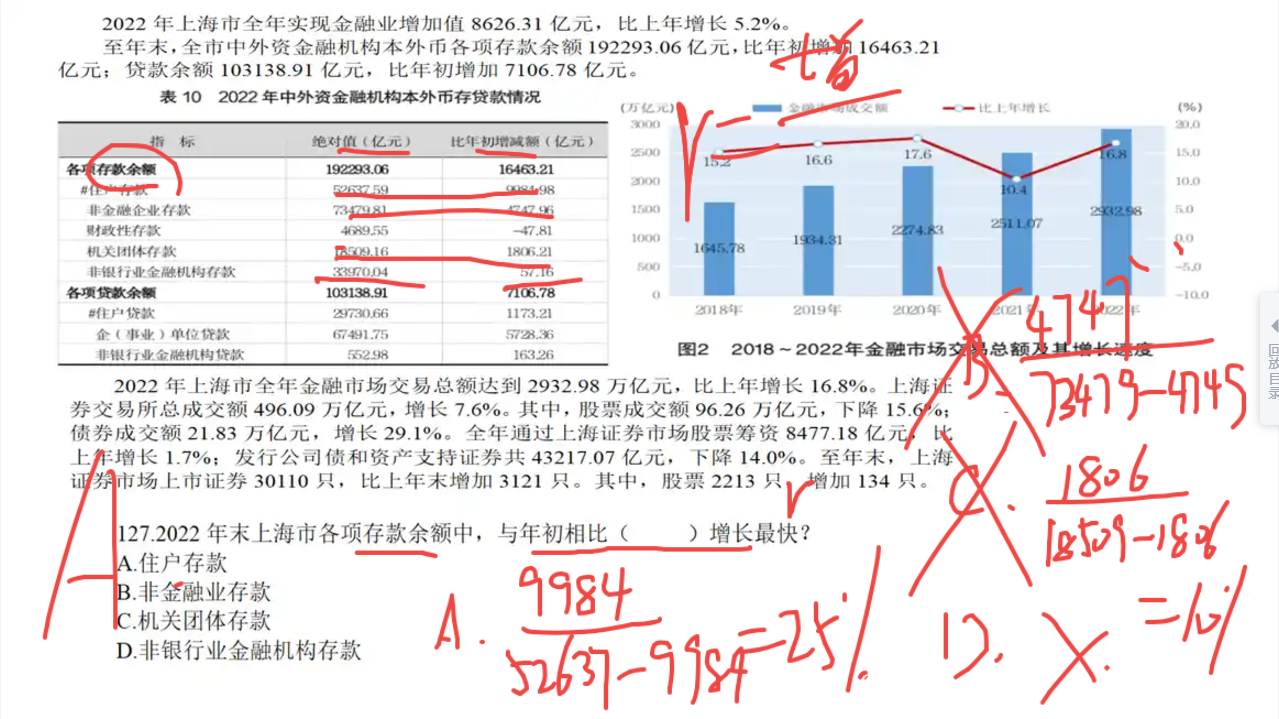 2022 年上海市全年实现金融业增加值 8626.31 亿元，比上年增长 5.2%。
至年末，全市中外资金融机构本外币各项存款余额 192293.06 亿元，比年初增加 16463.21
亿元；贷款余额 103138.91 亿元，比年初增加 7106.78 亿元。
表 10 2022 年中外资金融机构本外币存贷款情况
指 标 绝对值（亿元） 比年初增减额（亿元）
各项存款余额 192293.06 16463.21
#住户存款 52637.59 9984.98
非金融企业存款 73479.81 4747.96
财政性存款 4689.55 -47.81
机关团体存款 18509.16 1806.21
非银行业金融机构存款 33970.04 57.16
各项贷款余额 103138.91 7106.78
#住户贷款 29730.66 1173.21
企（事业）单位贷款 67491.75 5728.36
非银行业金融机构贷款 552.98 163.26
(万亿元) 金融市场成交额 比上年增长 (%)
3000 20.0
2500 15.0
2000 10.0
1500 5.0
1000 0.0
500 -5.0
0 -10.0
15.2 16.6 17.6 10.4 16.8
1645.78 1934.31 2274.83 2511.07 2932.98
2018年 2019年 2020年 2021年 2022年
图2 2018～2022年金融市场交易总额及其增长速度
2022 年上海市全年金融市场交易总额达到 2932.98 万亿元，比上年增长 16.8%。上海证
券交易所总成交额 496.09 万亿元，增长 7.6%。其中，股票成交额 96.26 万亿元，下降 15.6%；
债券成交额 21.83 万亿元，增长 29.1%。全年通过上海证券市场股票筹资 8477.18 亿元，比
上年增长 1.7%；发行公司债和资产支持证券共 43217.07 亿元，下降 14.0%。至年末，上海
证券市场上市证券 30110 只，比上年末增加 3121 只。其中，股票 2213 只，增加 134 只。
127.2022 年末上海市各项存款余额中，与年初相比（ ）增长最快？
A.住户存款
B.非金融业存款
C.机关团体存款
D.非银行业金融机构存款
r
A
A. 9984
52637-9984 =25%
B. 4747
73479-4745
C. 1806
18509-1806
=10%
D. ×.
回放目录